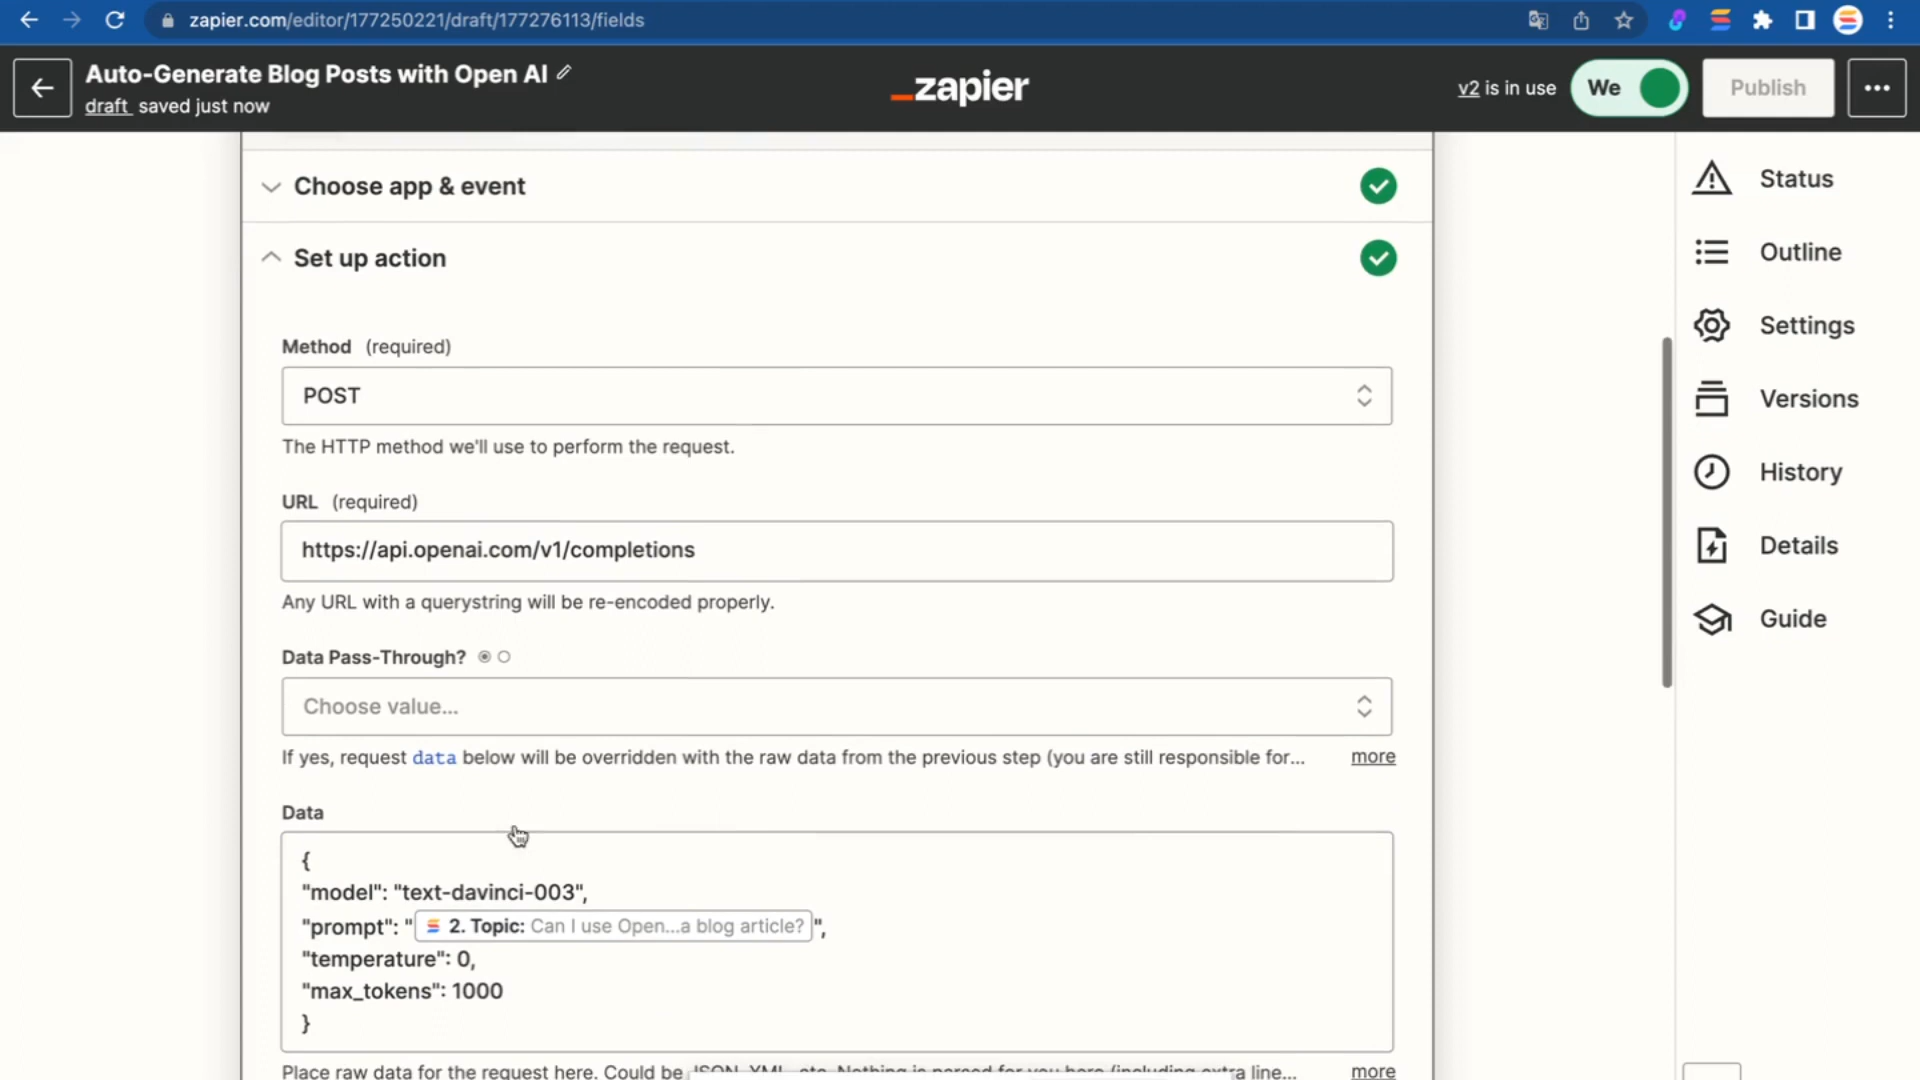 zapier.com/editor/177250221/draft/177276113/fields
Auto-Generate Blog Posts with Open AI
draft saved just now
_zapier
v2 is in use
We
Publish
Choose app & event
Set up action
Method (required)
POST
The HTTP method we'll use to perform the request.
URL (required)
https://api.openai.com/v1/completions
Any URL with a querystring will be re-encoded properly.
Data Pass-Through?
Choose value...
If yes, request data below will be overridden with the raw data from the previous step (you are still responsible for... more
Data
{
"model": "text-davinci-003",
"prompt": " 2. Topic: Can I use Open...a blog article? ",
"temperature": 0,
"max_tokens": 1000
}
Place raw data for the request here. Could be JSON, XML, etc. Nothing is parsed for you here (including extra line... more
Status
Outline
Settings
Versions
History
Details
Guide